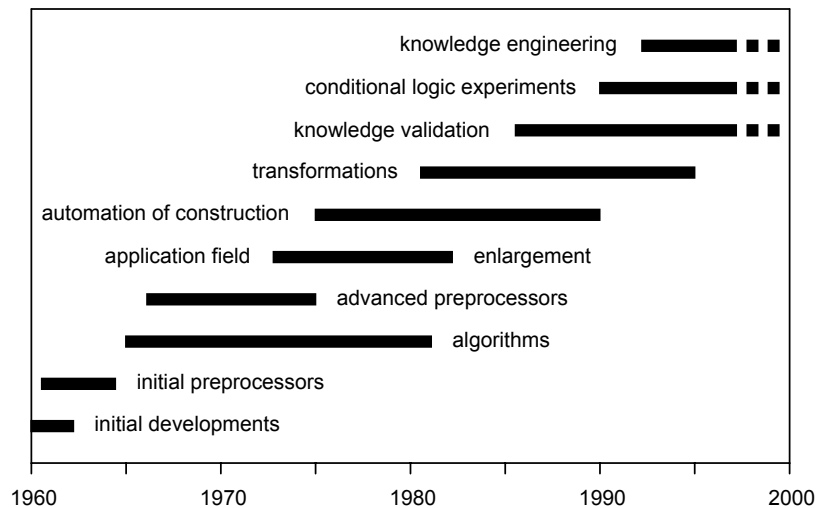 knowledge engineering
conditional logic experiments
knowledge validation
transformations
automation of construction
application field enlargement
advanced preprocessors
algorithms
initial preprocessors
initial developments
1960 1970 1980 1990 2000